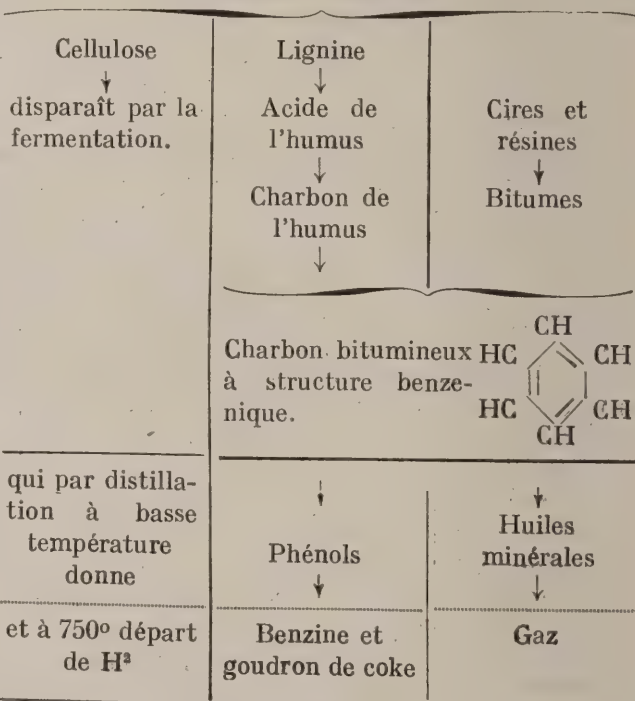 Cellulose
disparaît par la
fermentation.
Lignine
Acide de
l'humus
Charbon de
l'humus
Cires et
résines
Bitumes
Charbon bitumineux
à structure benze-
nique.
CH
HC CH
HC CH
CH
qui par distilla-
tion à basse
température
donne
Phénols
Huiles
minérales
et à 750º départ
de H²
Benzine et
goudron de coke
Gaz